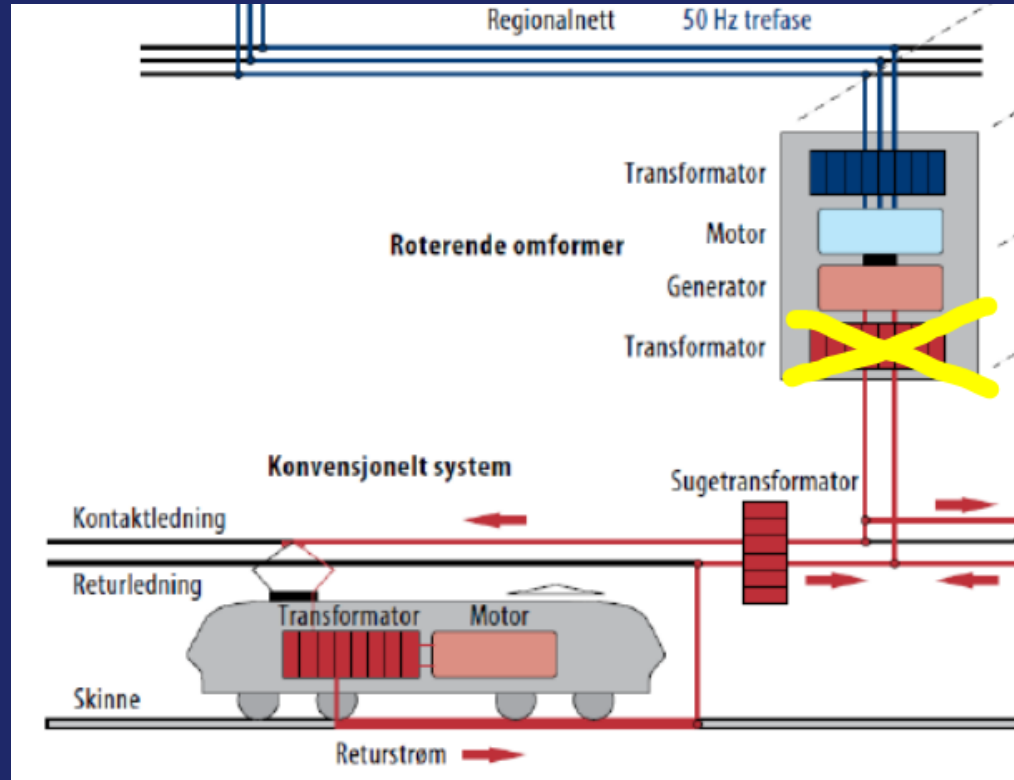 Regionalnett 50 Hz trefase
Transformator
Motor
Roterende omformer
Generator
Transformator
Konvensjonelt system
Sugetransformator
Kontaktledning
Returledning
Transformator Motor
Skinne
Returstrøm